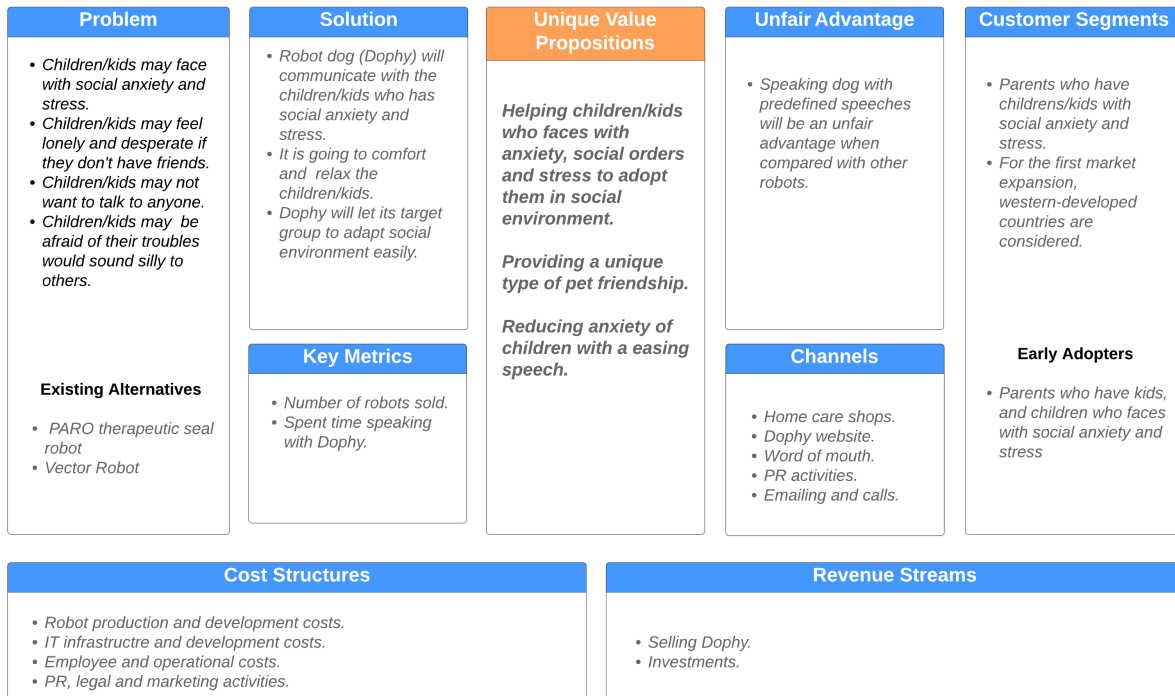 Problem
• Children/kids may face
with social anxiety and
stress.
• Children/kids may feel
lonely and desperate if
they don't have friends.
• Children/kids may not
want to talk to anyone.
• Children/kids may  be
afraid of their troubles
would sound silly to
others.
Existing Alternatives
• PARO therapeutic seal
robot
• Vector Robot
Solution
• Robot dog (Dophy) will
communicate with the
children/kids who has
social anxiety and
stress.
• It is going to comfort
and  relax the
children/kids.
• Dophy will let its target
group to adapt social
environment easily.
Key Metrics
• Number of robots sold.
• Spent time speaking
with Dophy.
Unique Value
Propositions
Helping children/kids
who faces with
anxiety, social orders
and stress to adopt
them in social
environment.
Providing a unique
type of pet friendship.
Reducing anxiety of
children with a easing
speech.
Unfair Advantage
• Speaking dog with
predefined speeches
will be an unfair
advantage when
compared with other
robots.
Channels
• Home care shops.
• Dophy website.
• Word of mouth.
• PR activities.
• Emailing and calls.
Customer Segments
• Parents who have
childrens/kids with
social anxiety and
stress.
• For the first market
expansion,
western-developed
countries are
considered.
Early Adopters
• Parents who have kids,
and children who faces
with social anxiety and
stress
Cost Structures
• Robot production and development costs.
• IT infrastructre and development costs.
• Employee and operational costs.
• PR, legal and marketing activities.
Revenue Streams
• Selling Dophy.
• Investments.